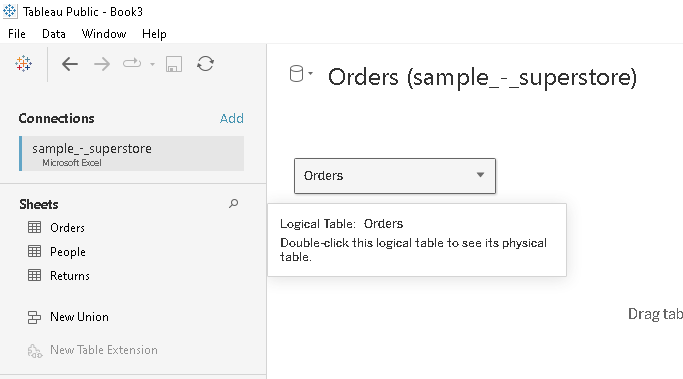 Tableau Public - Book3
File Data Window Help
Connections Add
sample_-_superstore
Microsoft Excel
Sheets
Orders
People
Returns
New Union
New Table Extension
Orders (sample_-_superstore)
Orders
Logical Table: Orders
Double-click this logical table to see its physical
table.
Drag tab